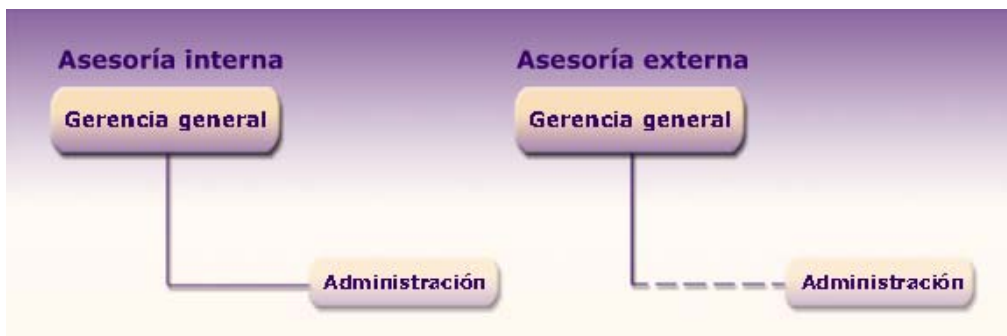 Asesoría interna
Gerencia general
Administración
Asesoría externa
Gerencia general
Administración